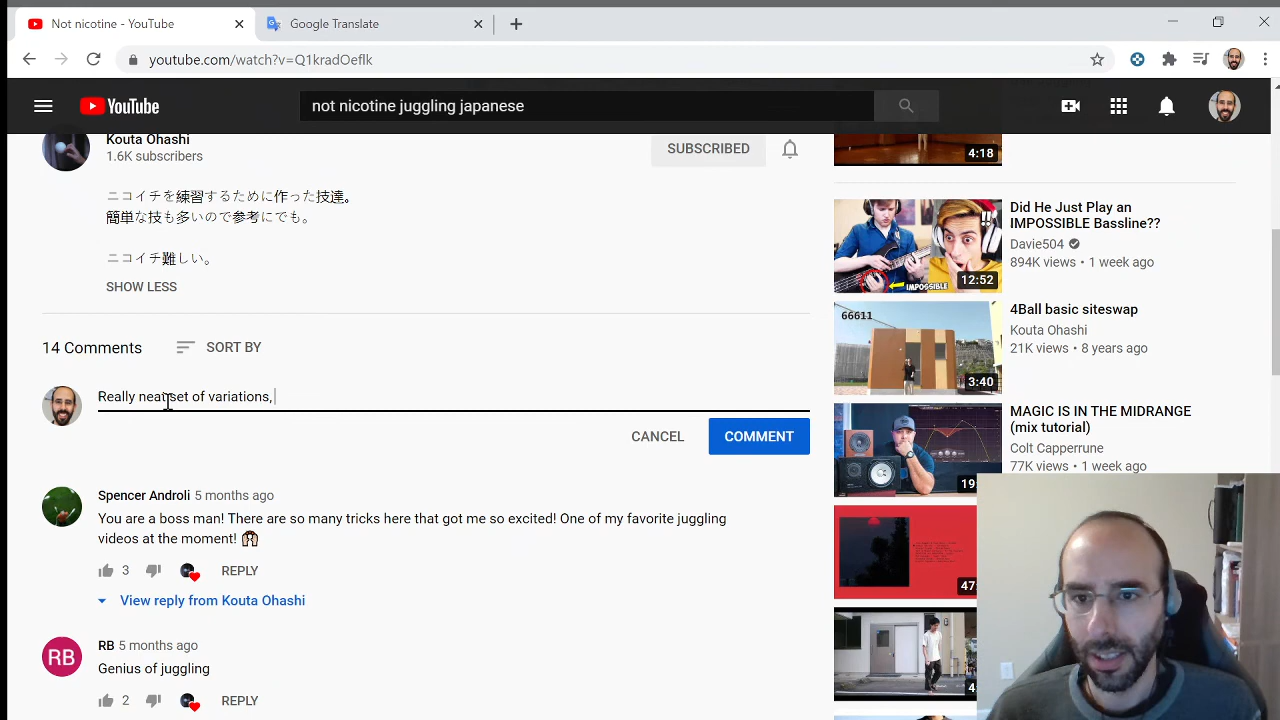 Not nicotine - YouTube
Google Translate
youtube.com/watch?v=Q1kradOeflk
YouTube
not nicotine juggling japanese
Kouta Ohashi
1.6K subscribers
SUBSCRIBED
ニコイチを練習するために作った技達。
簡単な技も多いので参考にでも。
ニコイチ難しい。
SHOW LESS
14 Comments
SORT BY
Really neat set of variations,
CANCEL
COMMENT
Spencer Androli 5 months ago
You are a boss man! There are so many tricks here that got me so excited! One of my favorite juggling
videos at the moment!
3
REPLY
View reply from Kouta Ohashi
RB
RB 5 months ago
Genius of juggling
2
REPLY
4:18
Did He Just Play an
IMPOSSIBLE Bassline??
Davie504
894K views • 1 week ago
IMPOSSIBLE
12:52
66611
3:40
4Ball basic siteswap
Kouta Ohashi
21K views • 8 years ago
MAGIC IS IN THE MIDRANGE
(mix tutorial)
Colt Capperrune
77K views • 1 week ago
19
47
4